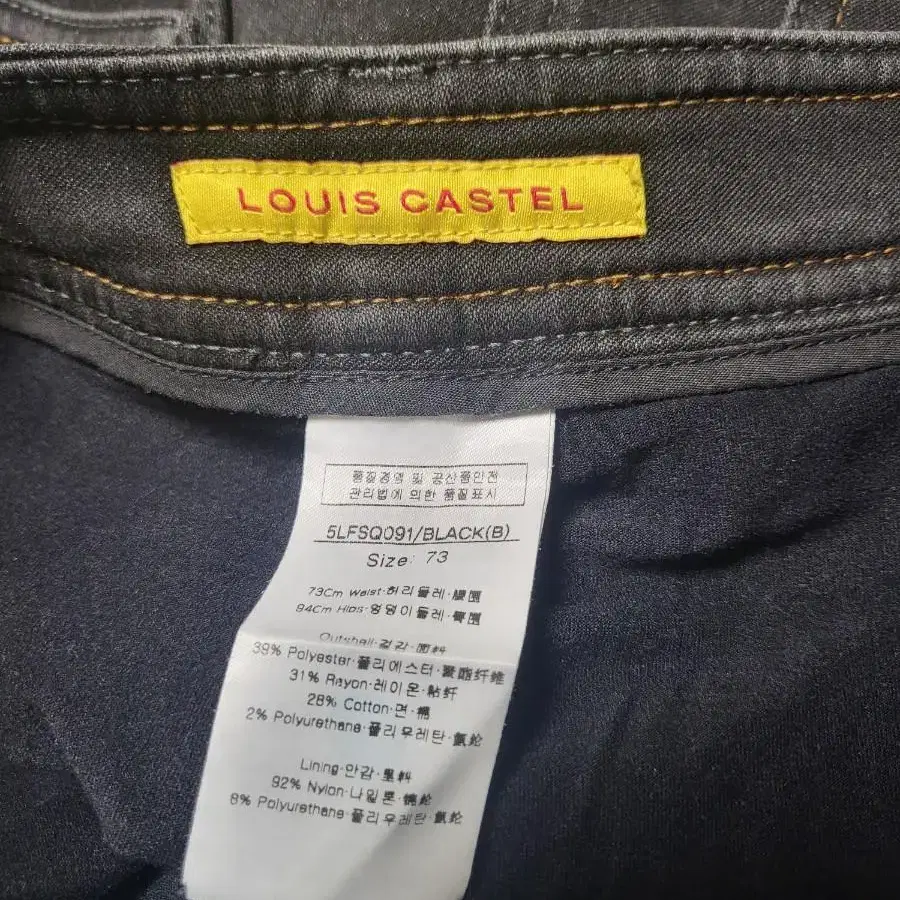 LOUIS CASTEL
품질경영 및 공산품안전
관리법에 의한 품질표시
5LFSQ091/BLACK(B)
Size: 73
73Cm Waist·허리둘레·腰围
94Cm Hips·엉덩이둘레·臀围
Outshell·겉감·面料
39% Polyester·폴리에스터·聚酯纤维
31% Rayon·레이온·粘纤
28% Cotton·면·棉
2% Polyurethane·폴리우레탄·氨纶
Lining·안감·里料
92% Nylon·나일론·锦纶
8% Polyurethane·폴리우레탄·氨纶